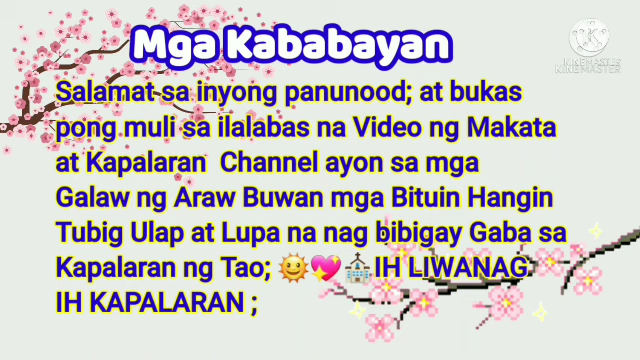 Mga Kababayan
KINEMASTER
KINEMASTER
Salamat sa inyong panunood; at bukas
pong muli sa ilalabas na Video ng Makata
at Kapalaran Channel ayon sa mga
Galaw ng Araw Buwan mga Bituin Hangin
Tubig Ulap at Lupa na nag bibigay Gaba sa
Kapalaran ng Tao; 🌞💖⛪IH LIWANAG
IH KAPALARAN ;